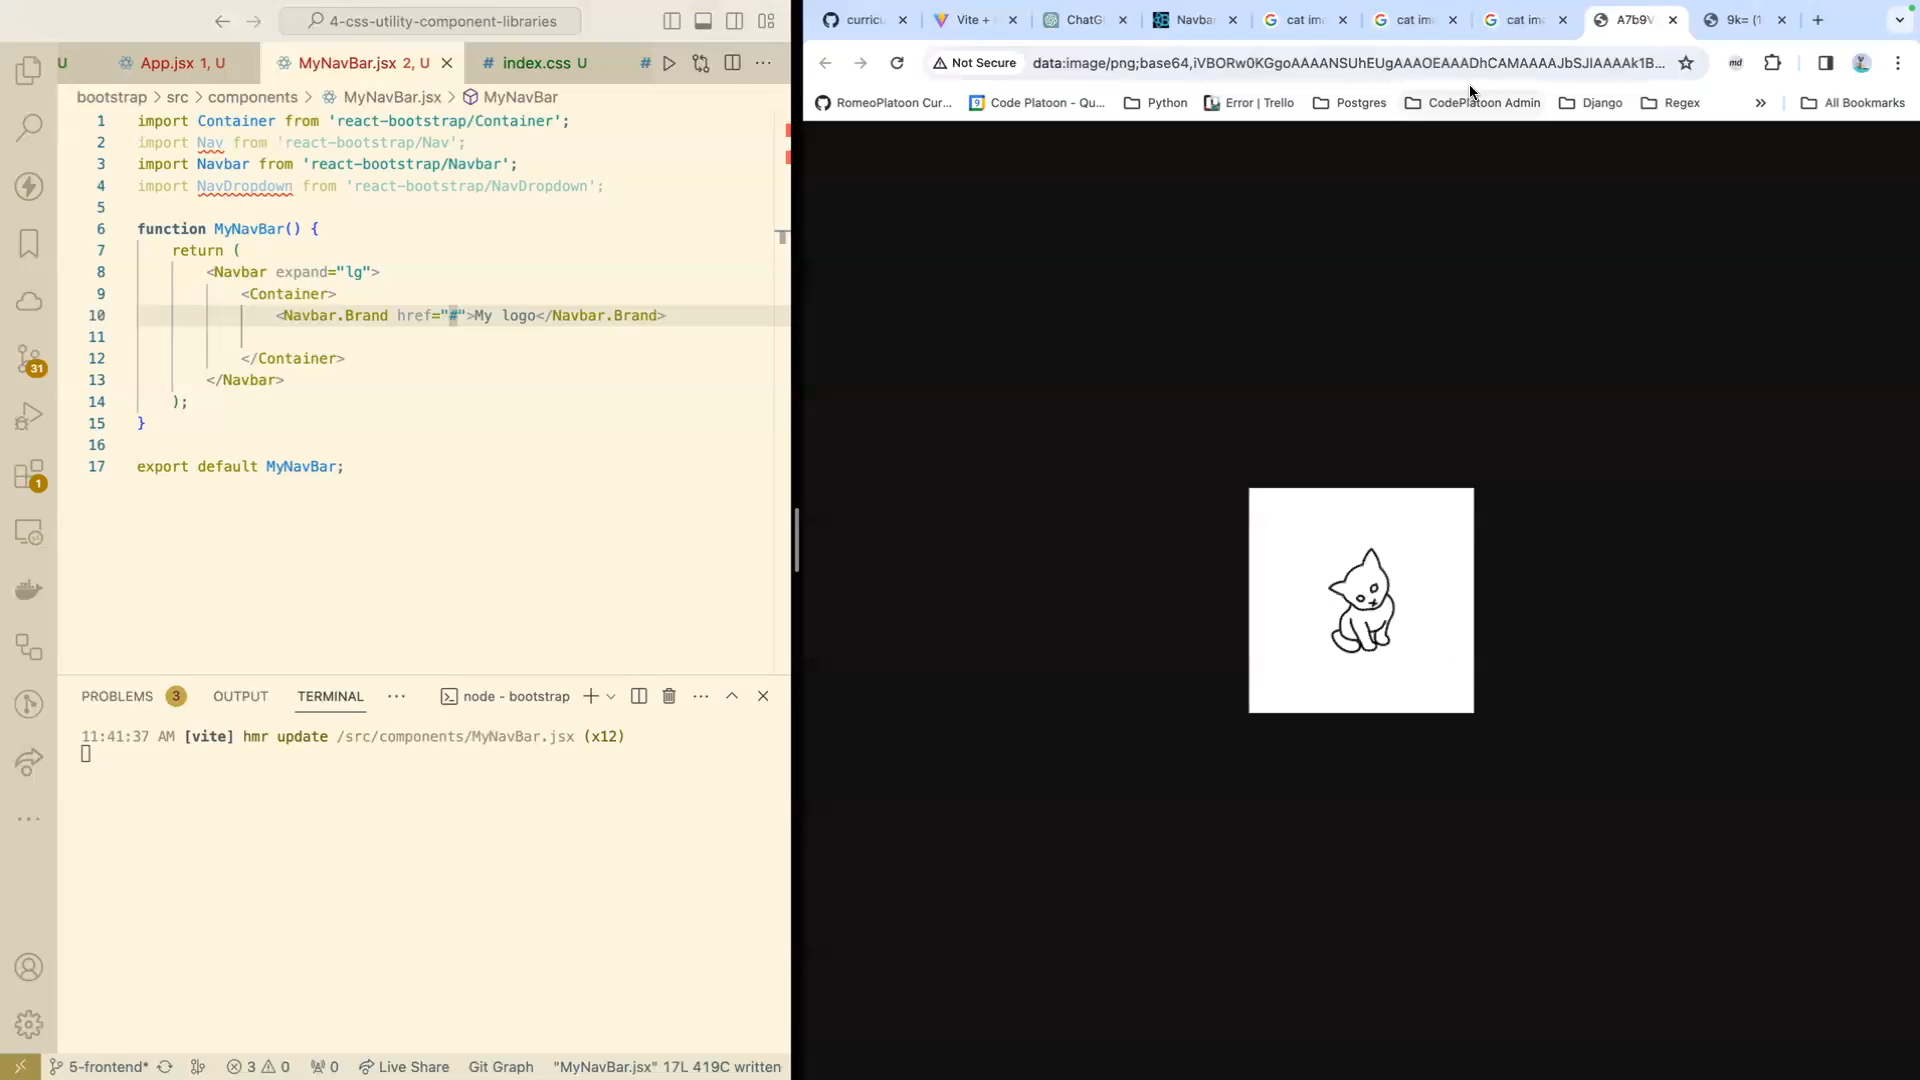 4-css-utility-component-libraries
U
App.jsx 1, U
MyNavBar.jsx 2, U
# index.css U
#
bootstrap > src > components > MyNavBar.jsx > MyNavBar
1 import Container from 'react-bootstrap/Container';
2 import Nav from 'react-bootstrap/Nav';
3 import Navbar from 'react-bootstrap/Navbar';
4 import NavDropdown from 'react-bootstrap/NavDropdown';
5
6 function MyNavBar() {
7 return (
8 <Navbar expand="lg">
9 <Container>
10 <Navbar.Brand href="#">My logo</Navbar.Brand>
11
12 </Container>
13 </Navbar>
14 );
15 }
16
17 export default MyNavBar;
31
1
PROBLEMS 3 OUTPUT TERMINAL ··· node - bootstrap
11:41:37 AM [vite] hmr update /src/components/MyNavBar.jsx (x12)
5-frontend* 3 0 0 Live Share Git Graph "MyNavBar.jsx" 17L 419C written
curricu
Vite +
ChatG
Navba
cat im
cat im
cat im
A7b9V
9k= (1
Not Secure data:image/png;base64,iVBORw0KGgoAAAANSUhEUgAAAOEAAADhCAMAAAAJbSJIAAAAk1B...
md
RomeoPlatoon Cur... 9 Code Platoon - Qu... Python Error | Trello Postgres CodePlatoon Admin Django Regex » All Bookmarks